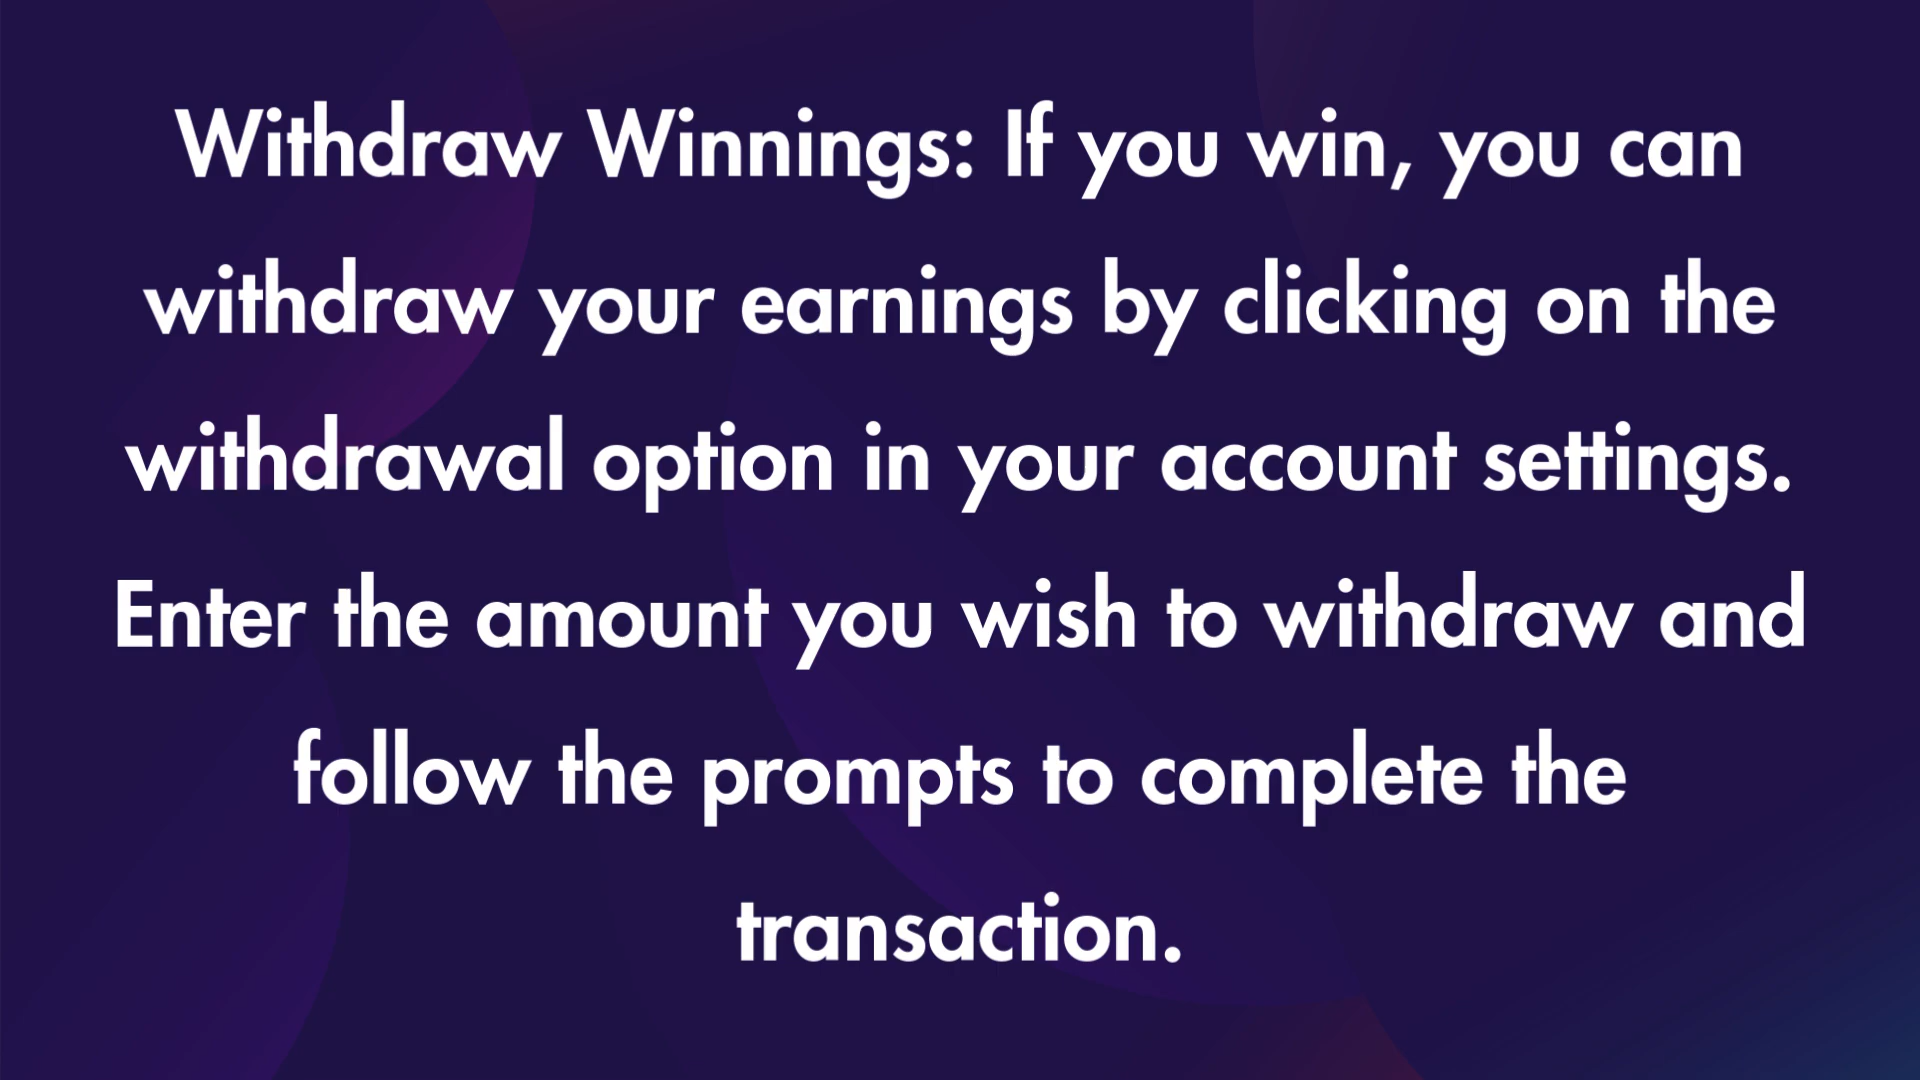 Withdraw Winnings: If you win, you can
withdraw your earnings by clicking on the
withdrawal option in your account settings.
Enter the amount you wish to withdraw and
follow the prompts to complete the
transaction.